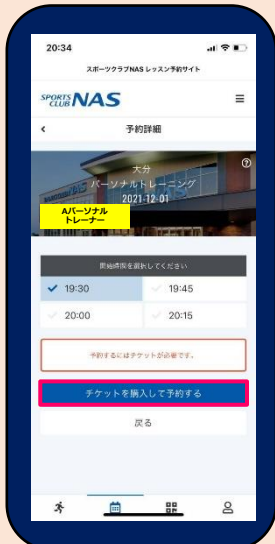 20:34
スポーツクラブNAS レッスン予約サイト
SPORTS CLUB NAS
予約詳細
大分
パーソナルトレーニング
2021-12-01
Aパーソナル
トレーナー
開始時間を選択してください
19:30
19:45
20:00
20:15
予約するにはチケットが必要です。
チケットを購入して予約する
戻る